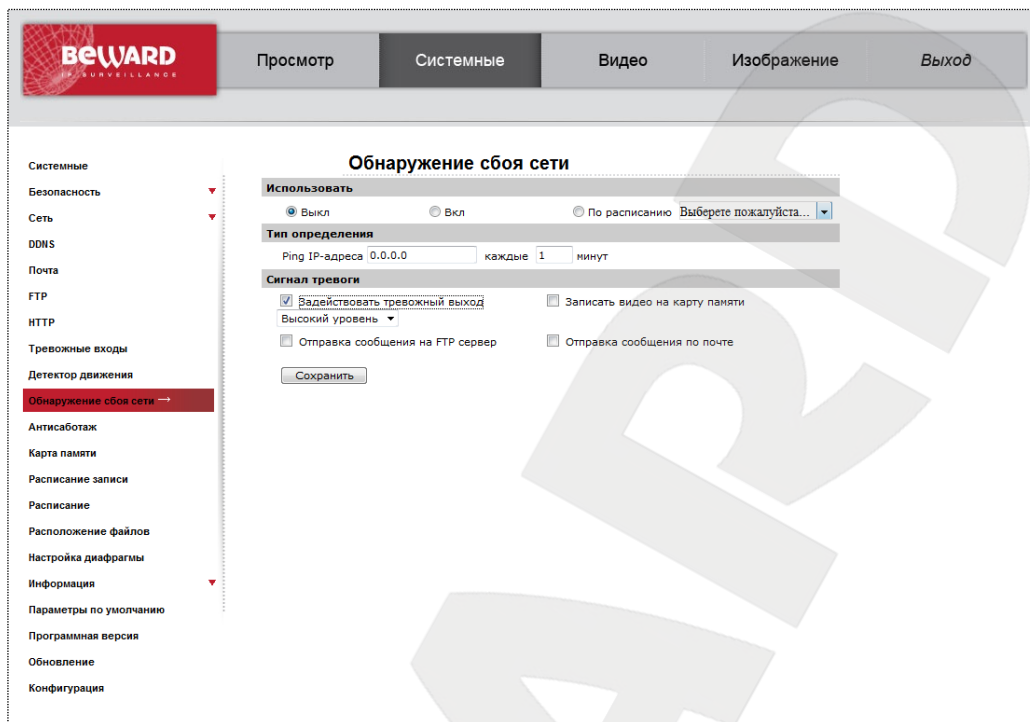 BEWARD
IP SURVEILLANCE
Просмотр Системные Видео Изображение Выход
Системные
Безопасность
Сеть
DDNS
Почта
FTP
HTTP
Тревожные входы
Детектор движения
Обнаружение сбоя сети →
Антисаботаж
Карта памяти
Расписание записи
Расписание
Расположение файлов
Настройка диафрагмы
Информация
Параметры по умолчанию
Программная версия
Обновление
Конфигурация
Обнаружение сбоя сети
Использовать
Выкл Вкл По расписанию Выберете пожалуйста...
Тип определения
Ping IP-адреса 0.0.0.0 каждые 1 минут
Сигнал тревоги
Задействовать тревожный выход Записать видео на карту памяти
Высокий уровень
Отправка сообщения на FTP сервер Отправка сообщения по почте
Сохранить